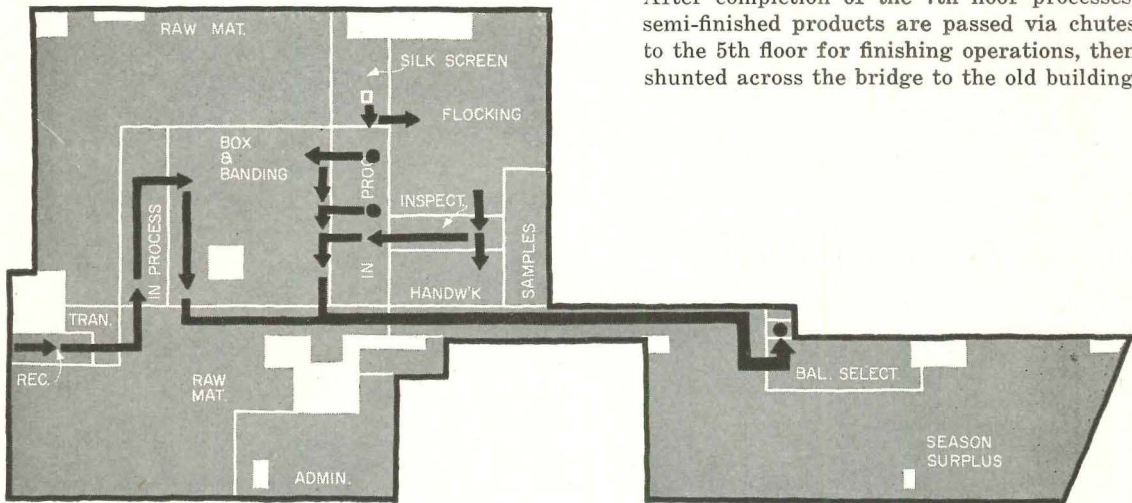 After completion of the 7th floor processes
semi-finished products are passed via chutes
to the 5th floor for finishing operations, then
shunted across the bridge to the old building
RAW MAT.
SILK SCREEN
FLOCKING
BOX
&
BANDING
IN PROC
INSPECT.
IN PROCESS
SAMPLES
HANDW'K
TRAN.
REC.
RAW
MAT.
BAL. SELECT.
ADMIN.
SEASON
SURPLUS